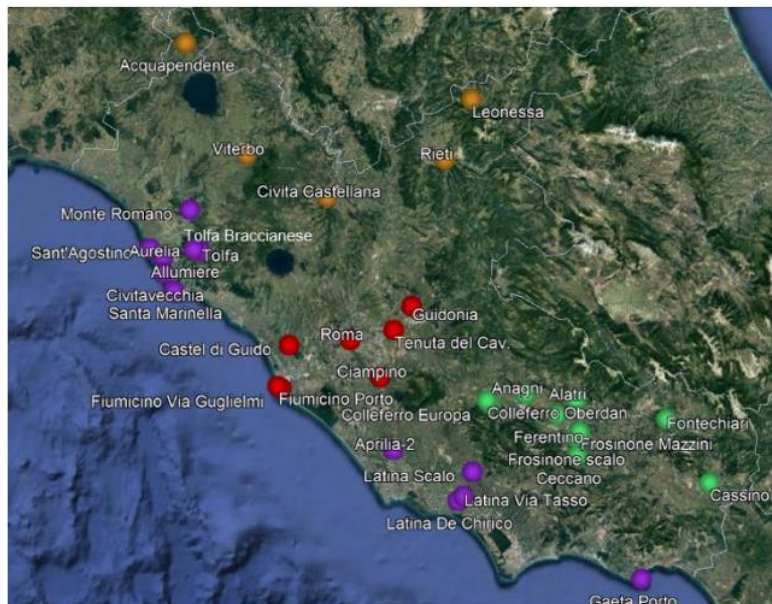 Acquapendente
Leonessa
Viterbo
Rieti
Civita Castellana
Monte Romano
Tolfa Braccianese
Sant'Agostino
Aurelia
Tolfa
Allumiere
Civitavecchia
Santa Marinella
Guidonia
Roma
Tenuta del Cav.
Castel di Guido
Ciampino
Fiumicino Via Guglielmi
Fiumicino Porto
Anagni
Alatri
Colleferro Europa
Colleferro Oberdan
Fontechiari
Aprilia-2
Ferentino
Frosinone Mazzini
Frosinone scalo
Latina Scalo
Ceccano
Cassino
Latina Via Tasso
Latina De Chirico
Gaeta Porto